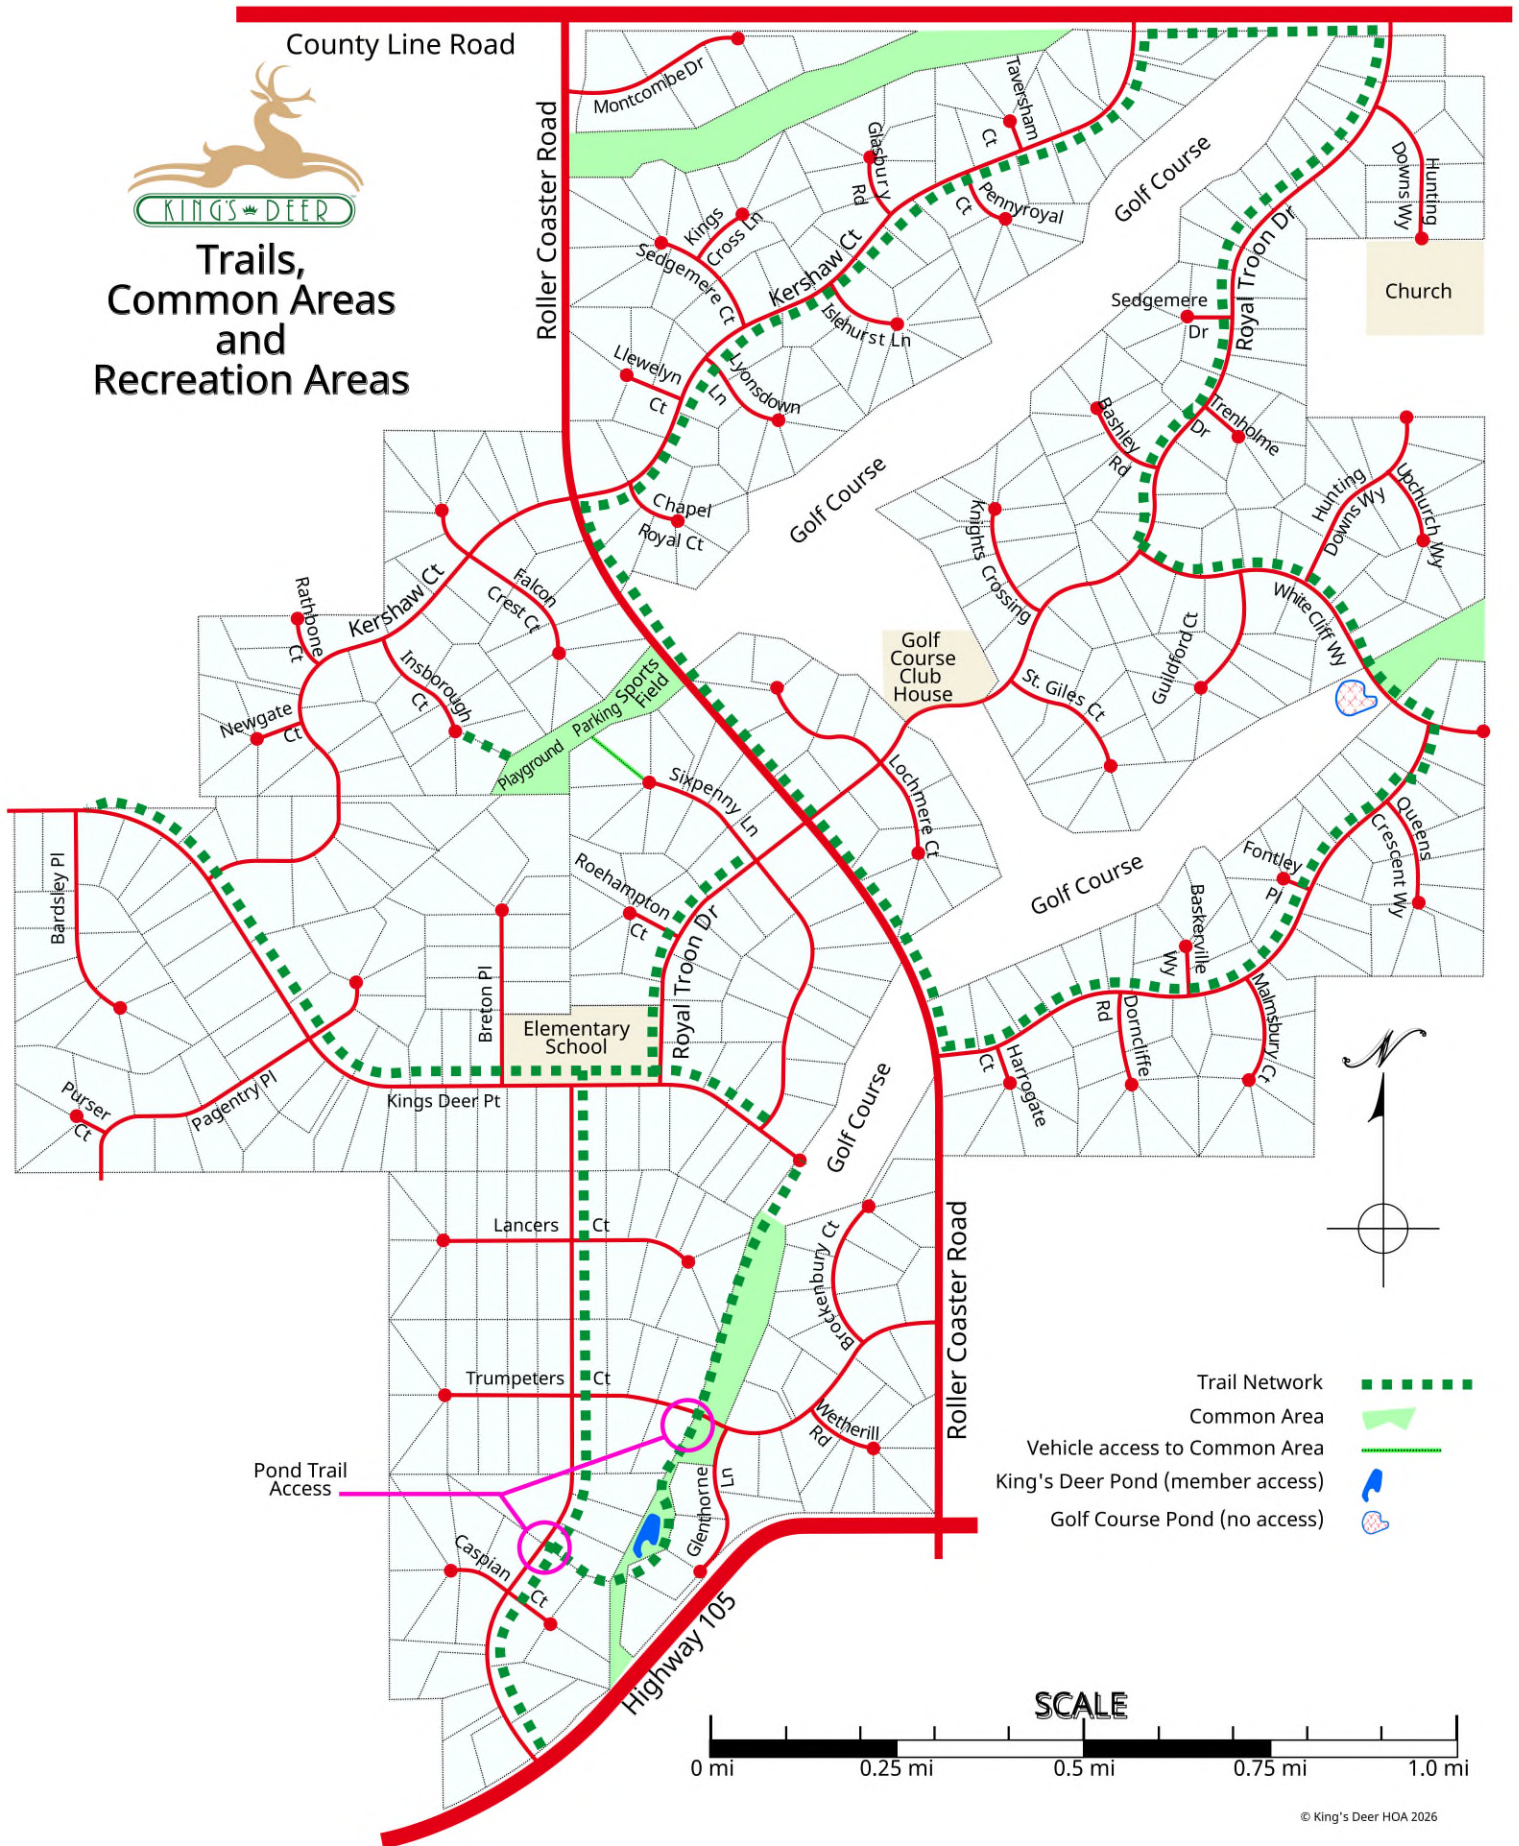 County Line Road
KING'S DEER
Trails,
Common Areas
and
Recreation Areas
Roller Coaster Road
Montcombe Dr
Taversham
Ct
Glasbury
Rd
Pennyroyal
Ct
Kings
Cross Ln
Sedgemere Ct
Kershaw Ct
Islehurst Ln
Llewelyn
Ct
Lyonsdown
Ln
Chapel
Royal Ct
Golf Course
Golf Course
Royal Troon Dr
Hunting
Downs Wy
Church
Sedgemere
Dr
Trenholme
Dr
Bashley
Rd
Knights Crossing
Hunting
Downs Wy
Upchurch Wy
White Cliff Wy
Guildford Ct
St. Giles Ct
Golf
Course
Club
House
Lochmere Ct
Falcon
Crest Ct
Kershaw Ct
Rathbone
Ct
Insborough
Ct
Newgate
Ct
Sports
Field
Parking
Playground
Sixpenny Ln
Roehampton
Ct
Royal Troon Dr
Bardsley Pl
Breton Pl
Elementary
School
Kings Deer Pt
Pagentry Pl
Purser
Ct
Golf Course
Queens
Crescent Wy
Fontley
Pl
Baskerville
Wy
Malmsbury Ct
Dorncliffe
Rd
Harrogate
Ct
Golf Course
Lancers Ct
Trumpeters Ct
Brockenbury Ct
Wetherill
Rd
Roller Coaster Road
Glenthorne
Ln
Pond Trail
Access
Caspian
Ct
Highway 105
N
Trail Network
Common Area
Vehicle access to Common Area
King's Deer Pond (member access)
Golf Course Pond (no access)
SCALE
0 mi 0.25 mi 0.5 mi 0.75 mi 1.0 mi
© King's Deer HOA 2026